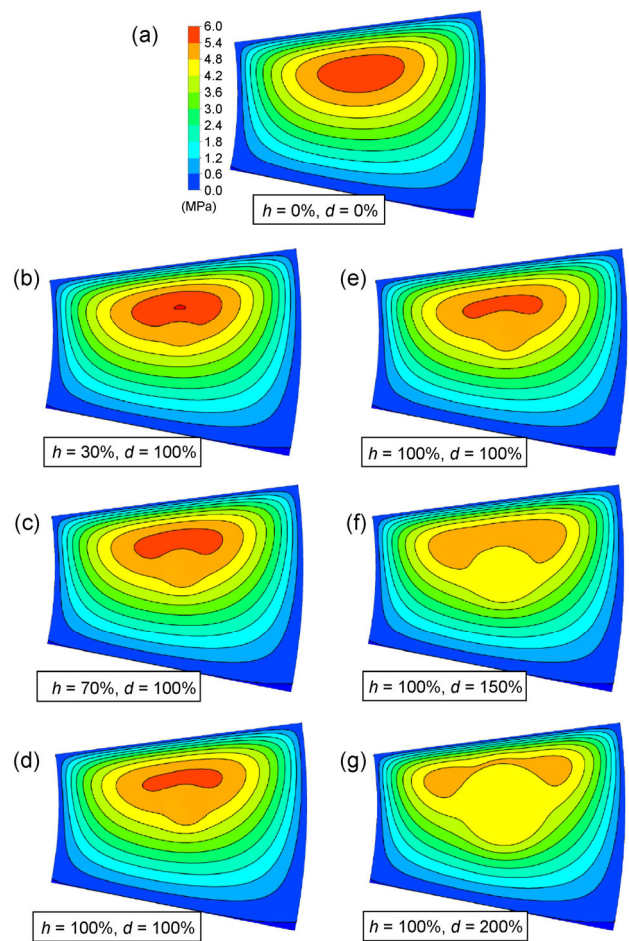 (a)
6.0
5.4
4.8
4.2
3.6
3.0
2.4
1.8
1.2
0.6
0.0
(MPa)
h = 0%, d = 0%
(b)
h = 30%, d = 100%
(e)
h = 100%, d = 100%
(c)
h = 70%, d = 100%
(f)
h = 100%, d = 150%
(d)
h = 100%, d = 100%
(g)
h = 100%, d = 200%